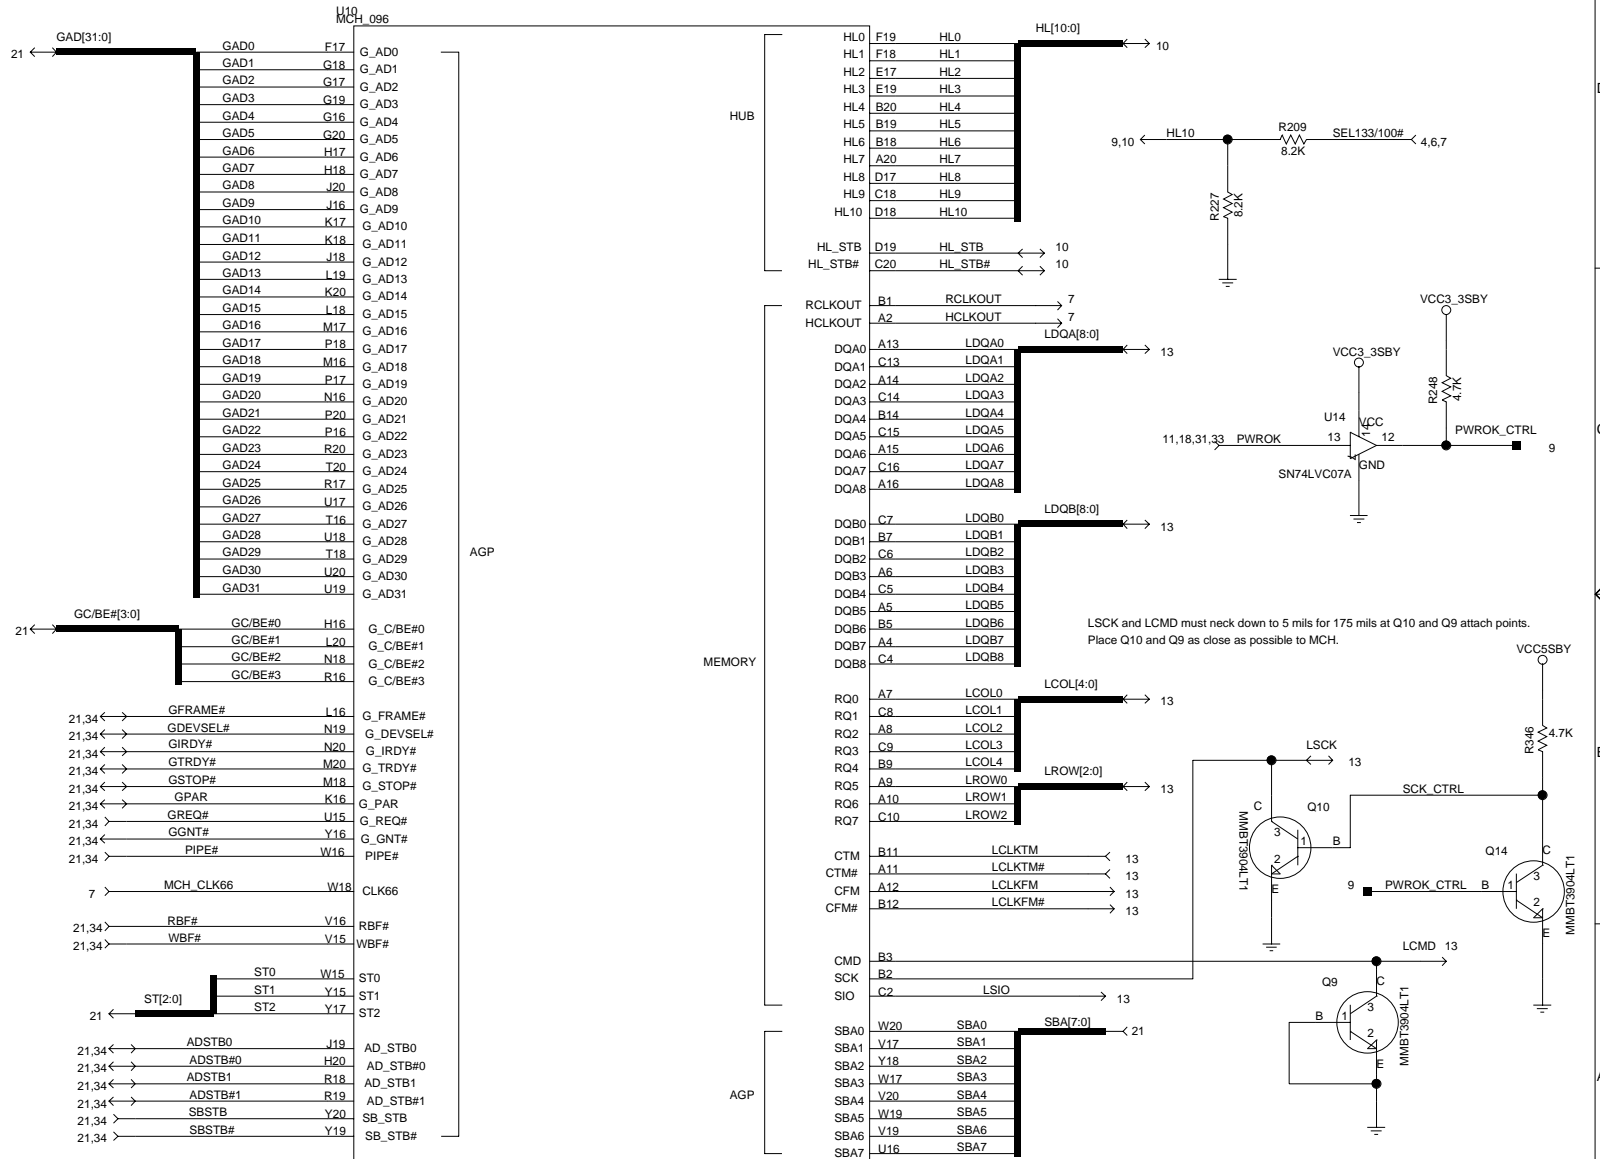 U10
MCH_096
GAD[31:0]
21
GAD0 F17 G_AD0
GAD1 G18 G_AD1
GAD2 G17 G_AD2
GAD3 G19 G_AD3
GAD4 G16 G_AD4
GAD5 G20 G_AD5
GAD6 H17 G_AD6
GAD7 H18 G_AD7
GAD8 J20 G_AD8
GAD9 J16 G_AD9
GAD10 K17 G_AD10
GAD11 K18 G_AD11
GAD12 J18 G_AD12
GAD13 L19 G_AD13
GAD14 K20 G_AD14
GAD15 L18 G_AD15
GAD16 M17 G_AD16
GAD17 P18 G_AD17
GAD18 M16 G_AD18
GAD19 P17 G_AD19
GAD20 N16 G_AD20
GAD21 P20 G_AD21
GAD22 P16 G_AD22
GAD23 R20 G_AD23
GAD24 T20 G_AD24
GAD25 R17 G_AD25
GAD26 U17 G_AD26
GAD27 T16 G_AD27
GAD28 U18 G_AD28
GAD29 T18 G_AD29
GAD30 U20 G_AD30
GAD31 U19 G_AD31
AGP
GC/BE#[3:0]
21
GC/BE#0 H16 G_C/BE#0
GC/BE#1 L20 G_C/BE#1
GC/BE#2 N18 G_C/BE#2
GC/BE#3 R16 G_C/BE#3
21,34 GFRAME# L16 G_FRAME#
21,34 GDEVSEL# N19 G_DEVSEL#
21,34 GIRDY# N20 G_IRDY#
21,34 GTRDY# M20 G_TRDY#
21,34 GSTOP# M18 G_STOP#
21,34 GPAR K16 G_PAR
21,34 GREQ# U15 G_REQ#
21,34 GGNT# Y16 G_GNT#
21,34 PIPE# W16 PIPE#
7 MCH_CLK66 W18 CLK66
21,34 RBF# V16 RBF#
21,34 WBF# V15 WBF#
ST0 W15 ST0
ST1 Y15 ST1
ST2 Y17 ST2
ST[2:0]
21
21,34 ADSTB0 J19 AD_STB0
21,34 ADSTB#0 H20 AD_STB#0
21,34 ADSTB1 R18 AD_STB1
21,34 ADSTB#1 R19 AD_STB#1
21,34 SBSTB Y20 SB_STB
21,34 SBSTB# Y19 SB_STB#
HUB
HL[10:0]
10
HL0 F19 HL0
HL1 F18 HL1
HL2 E17 HL2
HL3 E19 HL3
HL4 B20 HL4
HL5 B19 HL5
HL6 B18 HL6
HL7 A20 HL7
HL8 D17 HL8
HL9 C18 HL9
HL10 D18 HL10
HL_STB D19 HL_STB 10
HL_STB# C20 HL_STB# 10
MEMORY
RCLKOUT B1 RCLKOUT 7
HCLKOUT A2 HCLKOUT 7
LDQA[8:0]
13
DQA0 A13 LDQA0
DQA1 C13 LDQA1
DQA2 A14 LDQA2
DQA3 C14 LDQA3
DQA4 B14 LDQA4
DQA5 C15 LDQA5
DQA6 A15 LDQA6
DQA7 C16 LDQA7
DQA8 A16 LDQA8
LDQB[8:0]
13
DQB0 C7 LDQB0
DQB1 B7 LDQB1
DQB2 C6 LDQB2
DQB3 A6 LDQB3
DQB4 C5 LDQB4
DQB5 A5 LDQB5
DQB6 B5 LDQB6
DQB7 A4 LDQB7
DQB8 C4 LDQB8
LCOL[4:0]
13
RQ0 A7 LCOL0
RQ1 C8 LCOL1
RQ2 A8 LCOL2
RQ3 C9 LCOL3
RQ4 B9 LCOL4
LROW[2:0]
13
RQ5 A9 LROW0
RQ6 A10 LROW1
RQ7 C10 LROW2
CTM B11 LCLKTM 13
CTM# A11 LCLKTM# 13
CFM A12 LCLKFM 13
CFM# B12 LCLKFM# 13
CMD B3
SCK B2
SIO C2 LSIO 13
AGP
SBA[7:0]
21
SBA0 W20 SBA0
SBA1 V17 SBA1
SBA2 Y18 SBA2
SBA3 W17 SBA3
SBA4 V20 SBA4
SBA5 W19 SBA5
SBA6 V19 SBA6
SBA7 U16 SBA7
9,10 HL10
R209
8.2K
SEL133/100#
4,6,7
R227
8.2K
VCC3_3SBY
VCC3_3SBY
R248
4.7K
U14
VCC
14
11,18,31,33 PWROK 13 12
PWROK_CTRL
9
GND
SN74LVC07A
LSCK and LCMD must neck down to 5 mils for 175 mils at Q10 and Q9 attach points.
Place Q10 and Q9 as close as possible to MCH.
VCC5SBY
R346
4.7K
LSCK
13
SCK_CTRL
C
Q10
3
1 B
2
E
MMBT3904LT1
Q14
C
3
9 PWROK_CTRL B 1
2
E
MMBT3904LT1
LCMD 13
Q9
C
3
B 1
2
E
MMBT3904LT1